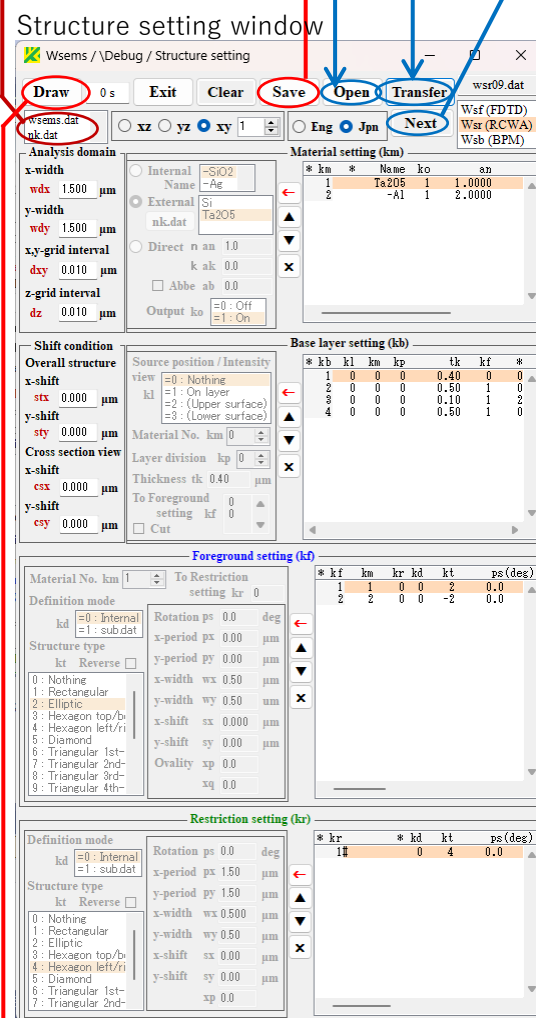 Structure setting window
Wsems / \Debug / Structure setting
Draw 0 s Exit Clear Save Open Transfer wsr09.dat
wsems.dat
nk.dat
xz yz xy 1 Eng Jpn Next
Wsf (FDTD)
Wsr (RCWA)
Wsb (BPM)
Analysis domain
x-width
wdx 1.500 μm
y-width
wdy 1.500 μm
x,y-grid interval
dxy 0.010 μm
z-grid interval
dz 0.010 μm
Material setting (km)
Internal Name
-SiO2
-Ag
External
Si
Ta2O5
nk.dat
Direct n an 1.0
k ak 0.0
Abbe ab 0.0
Output ko
=0 : Off
=1 : On
* km * Name ko an
1 Ta2O5 1 1.0000
2 -Al 1 2.0000
Shift condition
Overall structure
x-shift
stx 0.000 μm
y-shift
sty 0.000 μm
Cross section view
x-shift
csx 0.000 μm
y-shift
csy 0.000 μm
Base layer setting (kb)
Source position / Intensity
view kl
=0 : Nothing
=1 : On layer
=2 : (Upper surface)
=3 : (Lower surface)
Material No. km 0
Layer division kp 0
Thickness tk 0.40 μm
To Foreground setting kf 0
0
Cut
* kb kl km kp tk kf *
1 0 0 0 0.40 0 0
2 0 0 0 2.50 1 0
3 0 0 0 0.10 1 2
4 0 0 0 0.50 1 0
Foreground setting (kf)
Material No. km 1 To Restriction
setting kr 0
Definition mode
kd
=0 : Internal
=1 : sub.dat
Structure type
kt Reverse
0 : Nothing
1 : Rectangular
2 : Elliptic
3 : Hexagon top/b
4 : Hexagon left/ri
5 : Diamond
6 : Triangular 1st-
7 : Triangular 2nd-
8 : Triangular 3rd-
9 : Triangular 4th-
Rotation ps 0.0 deg
x-period px 0.00 μm
y-period py 0.00 μm
x-width wx 0.50 μm
y-width wy 0.50 um
x-shift sx 0.000 μm
y-shift sy 0.00 μm
Ovality xp 0.0
xq 0.0
* kf km kr kd kt ps(deg)
1 1 0 0 2 0.0
2 2 0 0 -2 0.0
Restriction setting (kr)
Definition mode
kd
=0 : Internal
=1 : sub.dat
Structure type
kt Reverse
0 : Nothing
1 : Rectangular
2 : Elliptic
3 : Hexagon top/b
4 : Hexagon left/ri
5 : Diamond
6 : Triangular 1st-
7 : Triangular 2nd-
Rotation ps 0.0 deg
x-period px 1.50 μm
y-period py 1.50 μm
x-width wx 0.500 μm
y-width wy 0.50 μm
x-shift sx 0.00 μm
y-shift sy 0.00 μm
xp 0.0
* kr * kd kt ps(deg)
1# 0 4 0.0